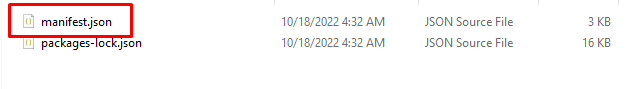 manifest.json 10/18/2022 4:32 AM JSON Source File 3 KB
packages-lock.json 10/18/2022 4:32 AM JSON Source File 16 KB